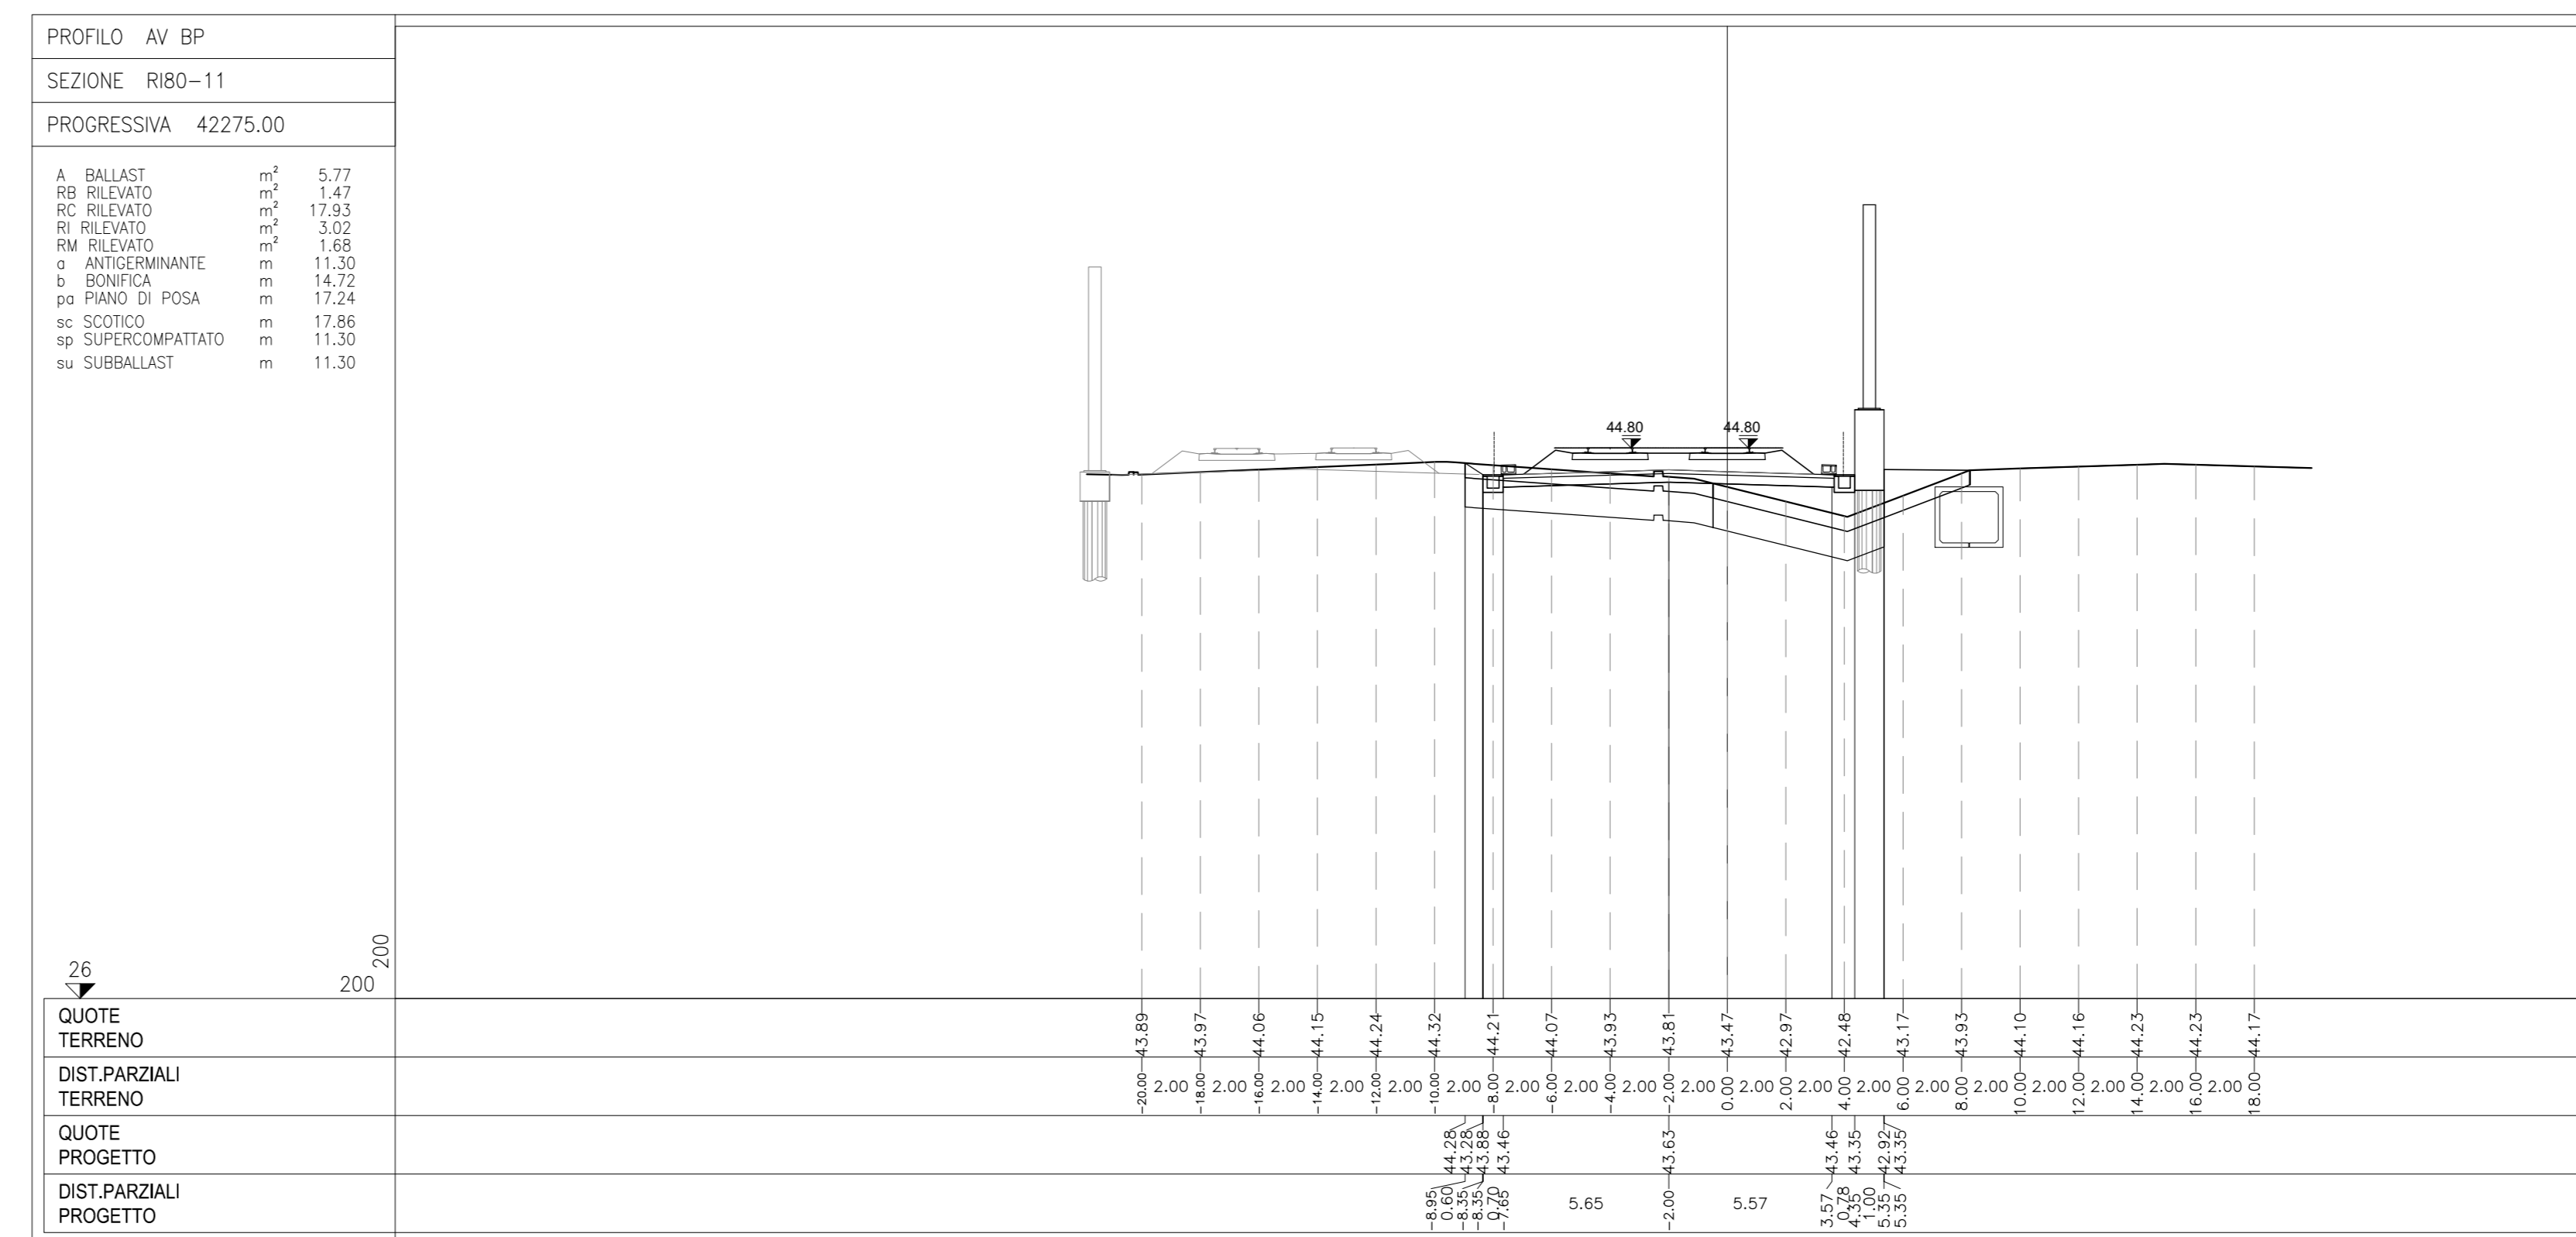 PROFILO AV BP
SEZIONE RI80-11
PROGRESSIVA 42275.00
A BALLAST m² 5.77
RB RILEVATO m² 1.47
RC RILEVATO m² 17.93
RI RILEVATO m² 3.02
RM RILEVATO m² 1.68
a ANTIGERMINANTE m 11.30
b BONIFICA m 14.72
pa PIANO DI POSA m 17.24
sc SCOTICO m 17.86
sp SUPERCOMPATTATO m 11.30
su SUBBALLAST m 11.30
44.80 44.80
200
26 200
QUOTE
TERRENO
43.89 43.97 44.06 44.15 44.24 44.32 44.21 44.07 43.93 43.81 43.47 42.97 42.48 43.17 43.93 44.10 44.16 44.23 44.23 44.17
DIST.PARZIALI
TERRENO
-20.00 2.00 -18.00 2.00 -16.00 2.00 -14.00 2.00 -12.00 2.00 -10.00 2.00 -8.00 2.00 -6.00 2.00 -4.00 2.00 -2.00 2.00 0.00 2.00 2.00 2.00 4.00 2.00 6.00 2.00 8.00 2.00 10.00 2.00 12.00 2.00 14.00 2.00 16.00 2.00 18.00
QUOTE
PROGETTO
44.28 43.28 43.88 43.46 43.63 43.46 43.35 42.92 43.35
DIST.PARZIALI
PROGETTO
-8.95 0.60 -8.35 -8.35 0.70 -7.65 5.65 -2.00 5.57 3.57 0.78 4.35 1.00 5.35 5.35